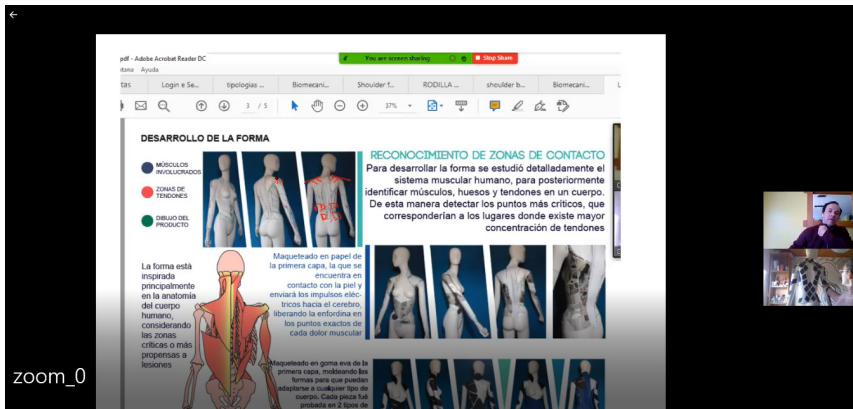 pdf - Adobe Acrobat Reader DC
You are screen sharing
Stop Share
ntana Ayuda
tas
Login e Se...
tipologias ...
Biomecani...
Shoulder f...
RODILLA ...
shoulder b...
Biomecani...
3 / 5
37%
DESARROLLO DE LA FORMA
MÚSCULOS
INVOLUCRADOS
ZONAS DE
TENDONES
DIBUJO DEL
PRODUCTO
RECONOCIMIENTO DE ZONAS DE CONTACTO
Para desarrollar la forma se estudió detalladamente el
sistema muscular humano, para posteriormente
identificar músculos, huesos y tendones en un cuerpo.
De esta manera detectar los puntos más críticos, que
corresponderían a los lugares donde existe mayor
concentración de tendones
La forma está
inspirada
principalmente
en la anatomía
del cuerpo
humano,
considerando
las zonas
críticas o más
propensas a
lesiones
Maqueteado en papel de
la primera capa, la que se
encuentra en
contacto con la piel y
enviará los impulsos eléc-
tricos hacia el cerebro,
liberando la enfordina en
los puntos exactos de
cada dolor muscular
Maqueteado en goma eva de la
primera capa, moldeando las
formas para que puedan
adaptarse a cualquier tipo de
cuerpo. Cada pieza fué
probada en 2 tipos de
zoom_0